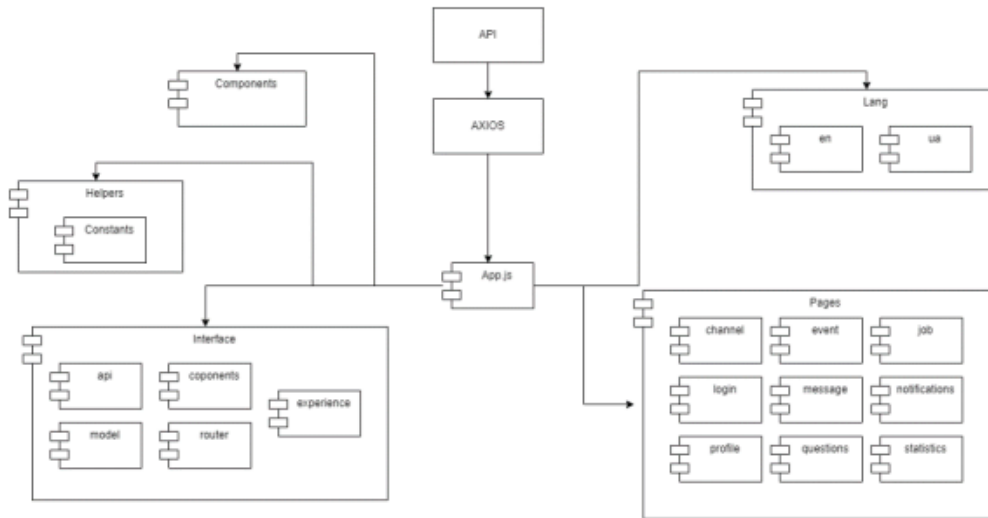 API
Components
Lang
AXIOS
en
ua
Helpers
Constants
App.js
Pages
Interface
channel
event
job
api
coponents
login
message
notifications
experience
model
router
profile
questions
statistics